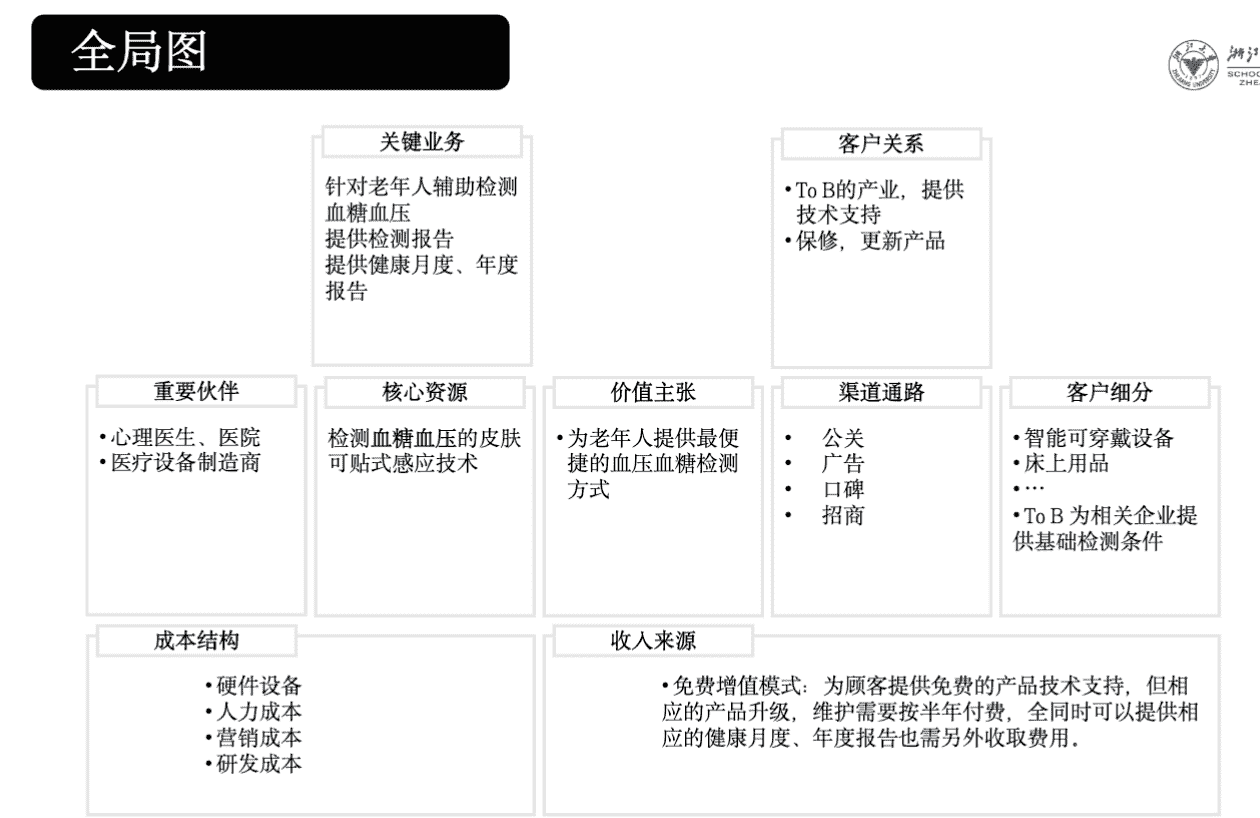 全局图
浙江
SCHOO
ZHE
关键业务
针对老年人辅助检测
血糖血压
提供检测报告
提供健康月度、年度
报告
客户关系
•To B的产业，提供
技术支持
•保修，更新产品
重要伙伴
•心理医生、医院
•医疗设备制造商
核心资源
检测血糖血压的皮肤
可贴式感应技术
价值主张
•为老年人提供最便
捷的血压血糖检测
方式
渠道通路
• 公关
• 广告
• 口碑
• 招商
客户细分
•智能可穿戴设备
•床上用品
•…
•To B 为相关企业提
供基础检测条件
成本结构
•硬件设备
•人力成本
•营销成本
•研发成本
收入来源
•免费增值模式：为顾客提供免费的产品技术支持，但相
应的产品升级，维护需要按半年付费，全同时可以提供相
应的健康月度、年度报告也需另外收取费用。